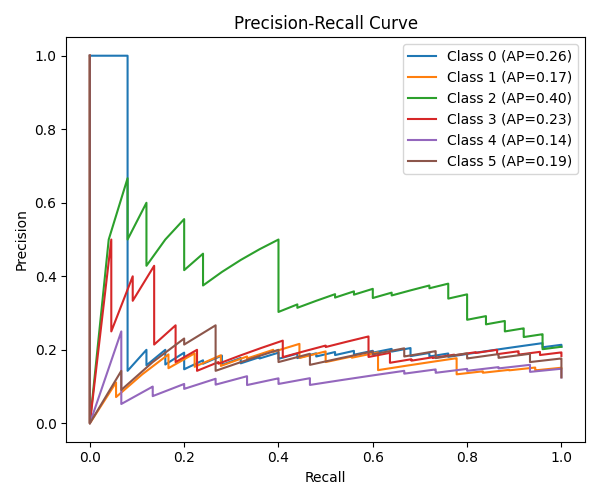 Precision-Recall Curve
Class 0 (AP=0.26)
Class 1 (AP=0.17)
Class 2 (AP=0.40)
Class 3 (AP=0.23)
Class 4 (AP=0.14)
Class 5 (AP=0.19)
Precision
1.0
0.8
0.6
0.4
0.2
0.0
0.0 0.2 0.4 0.6 0.8 1.0
Recall